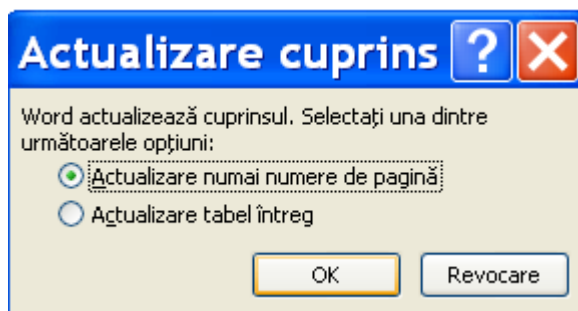 Actualizare cuprins
Word actualizează cuprinsul. Selectați una dintre
următoarele opțiuni:
Actualizare numai numere de pagină
Actualizare tabel întreg
OK Revocare